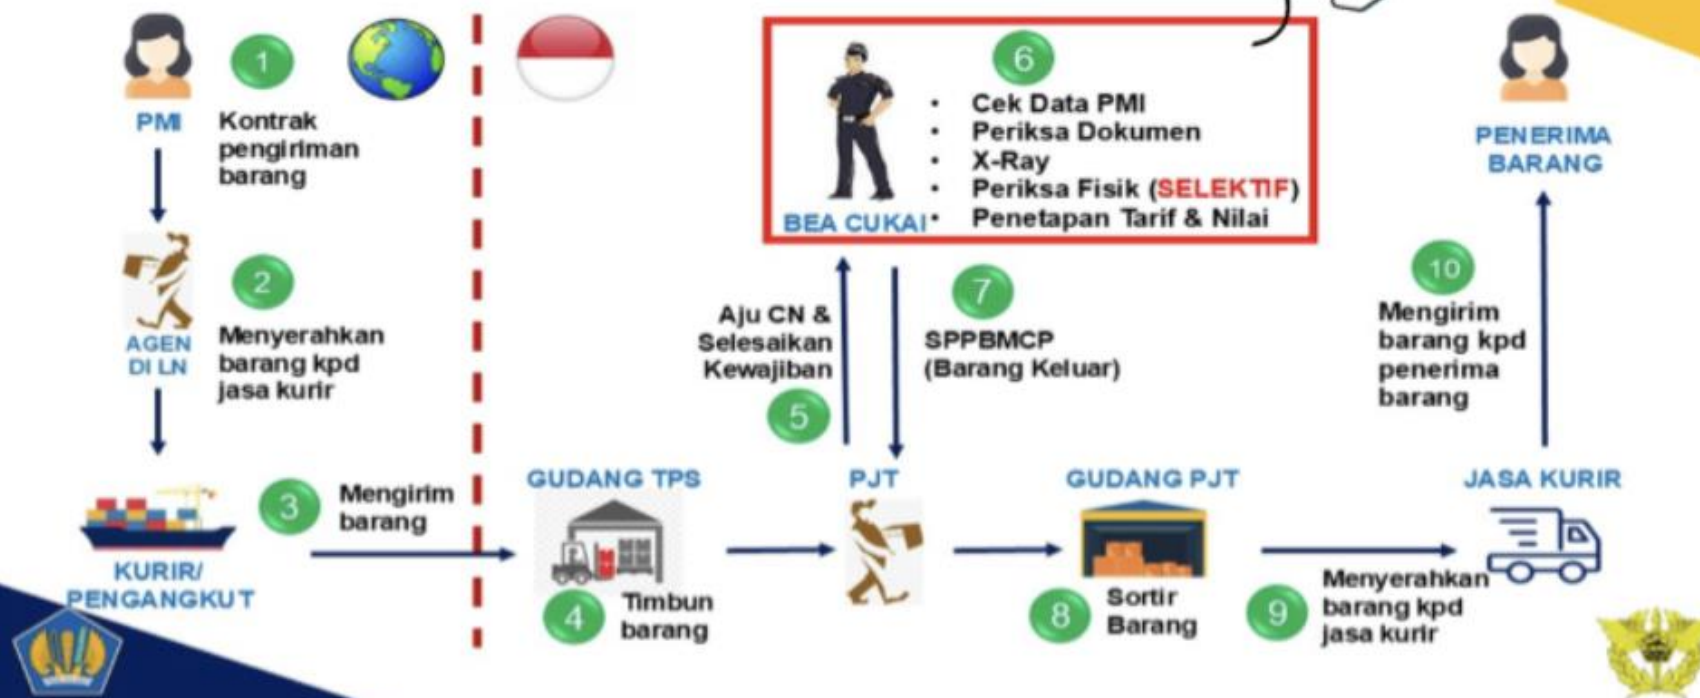 PMI
1
Kontrak
pengiriman
barang
AGEN
DI LN
2
Menyerahkan
barang kpd
jasa kurir
KURIR/
PENGANGKUT
3
Mengirim
barang
GUDANG TPS
4
Timbun
barang
Aju CN &
Selesaikan
Kewajiban
5
BEA CUKAI
6
• Cek Data PMI
• Periksa Dokumen
• X-Ray
• Periksa Fisik (SELEKTIF)
• Penetapan Tarif & Nilai
7
SPPBMCP
(Barang Keluar)
PJT
GUDANG PJT
8
Sortir
Barang
9
Menyerahkan
barang kpd
jasa kurir
JASA KURIR
10
Mengirim
barang kpd
penerima
barang
PENERIMA
BARANG